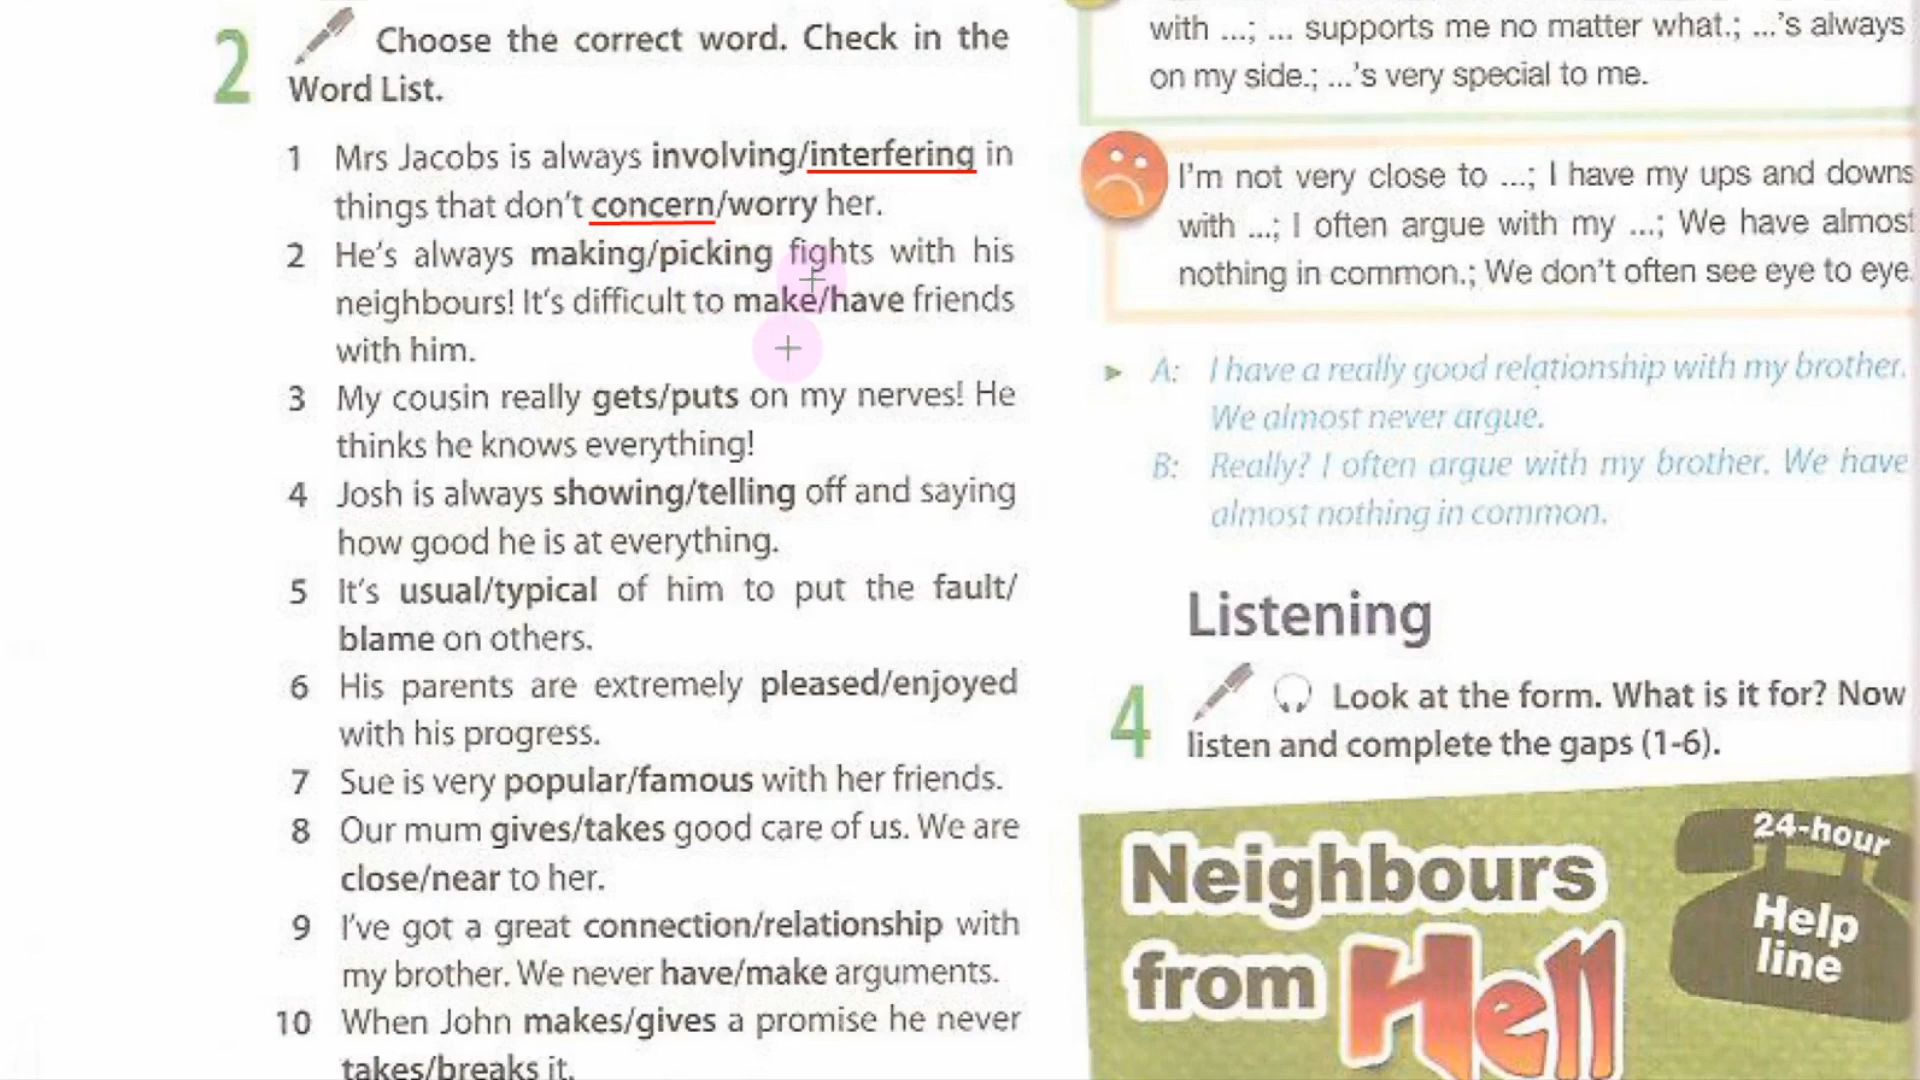 2 Choose the correct word. Check in the
Word List.
1 Mrs Jacobs is always involving/interfering in
things that don't concern/worry her.
2 He's always making/picking fights with his
neighbours! It's difficult to make/have friends
with him.
3 My cousin really gets/puts on my nerves! He
thinks he knows everything!
4 Josh is always showing/telling off and saying
how good he is at everything.
5 It's usual/typical of him to put the fault/
blame on others.
6 His parents are extremely pleased/enjoyed
with his progress.
7 Sue is very popular/famous with her friends.
8 Our mum gives/takes good care of us. We are
close/near to her.
9 I've got a great connection/relationship with
my brother. We never have/make arguments.
10 When John makes/gives a promise he never
takes/breaks it.
with ...; ... supports me no matter what.; ...'s always
on my side.; ...'s very special to me.
I'm not very close to ...; I have my ups and downs
with ...; I often argue with my ...; We have almost
nothing in common.; We don't often see eye to eye.
A: I have a really good relationship with my brother.
We almost never argue.
B: Really? I often argue with my brother. We have
almost nothing in common.
Listening
4 Look at the form. What is it for? Now
listen and complete the gaps (1-6).
Neighbours
from Hell
24-hour
Help
line